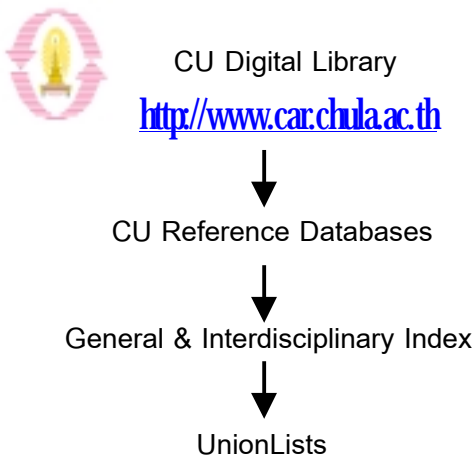 CU Digital Library
http://www.car.chula.ac.th
CU Reference Databases
General & Interdisciplinary Index
UnionLists